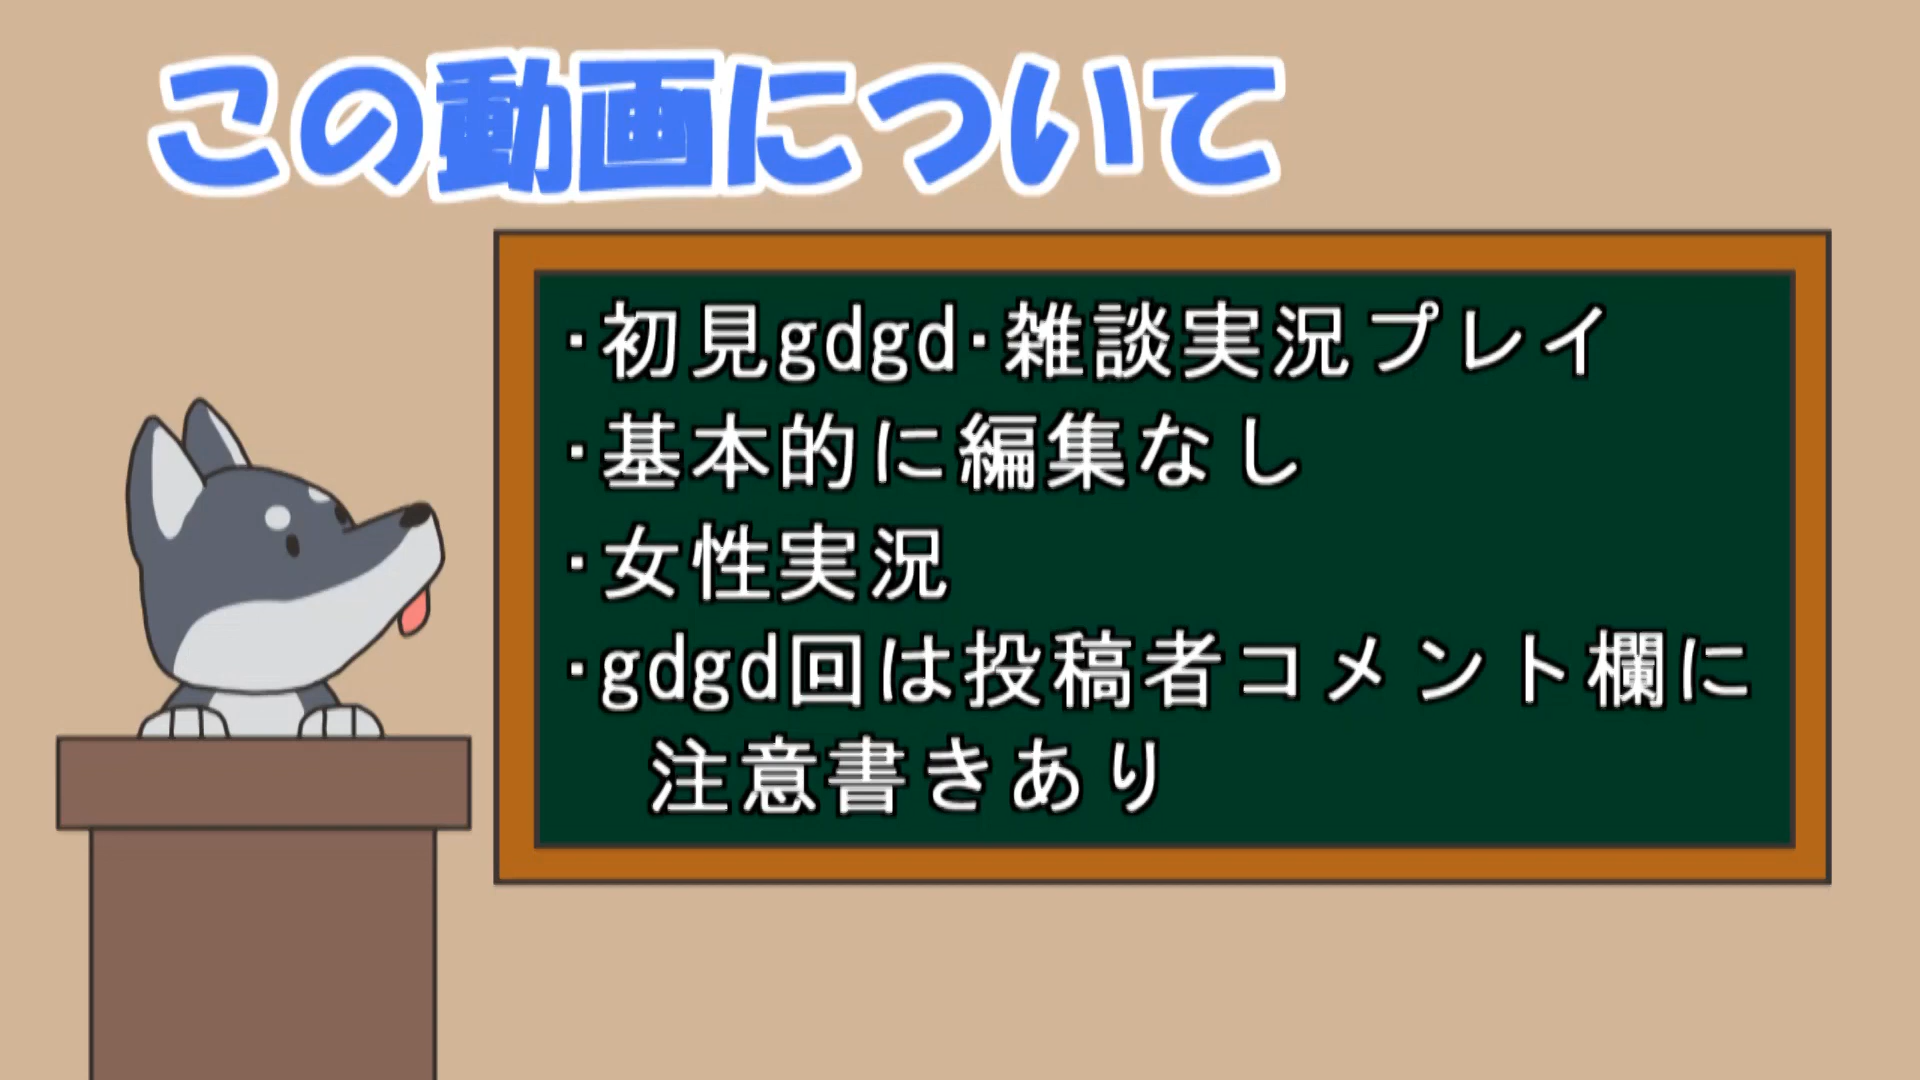 この動画について
・初見gdgd・雑談実況プレイ
・基本的に編集なし
・女性実況
・gdgd回は投稿者コメント欄に
注意書きあり